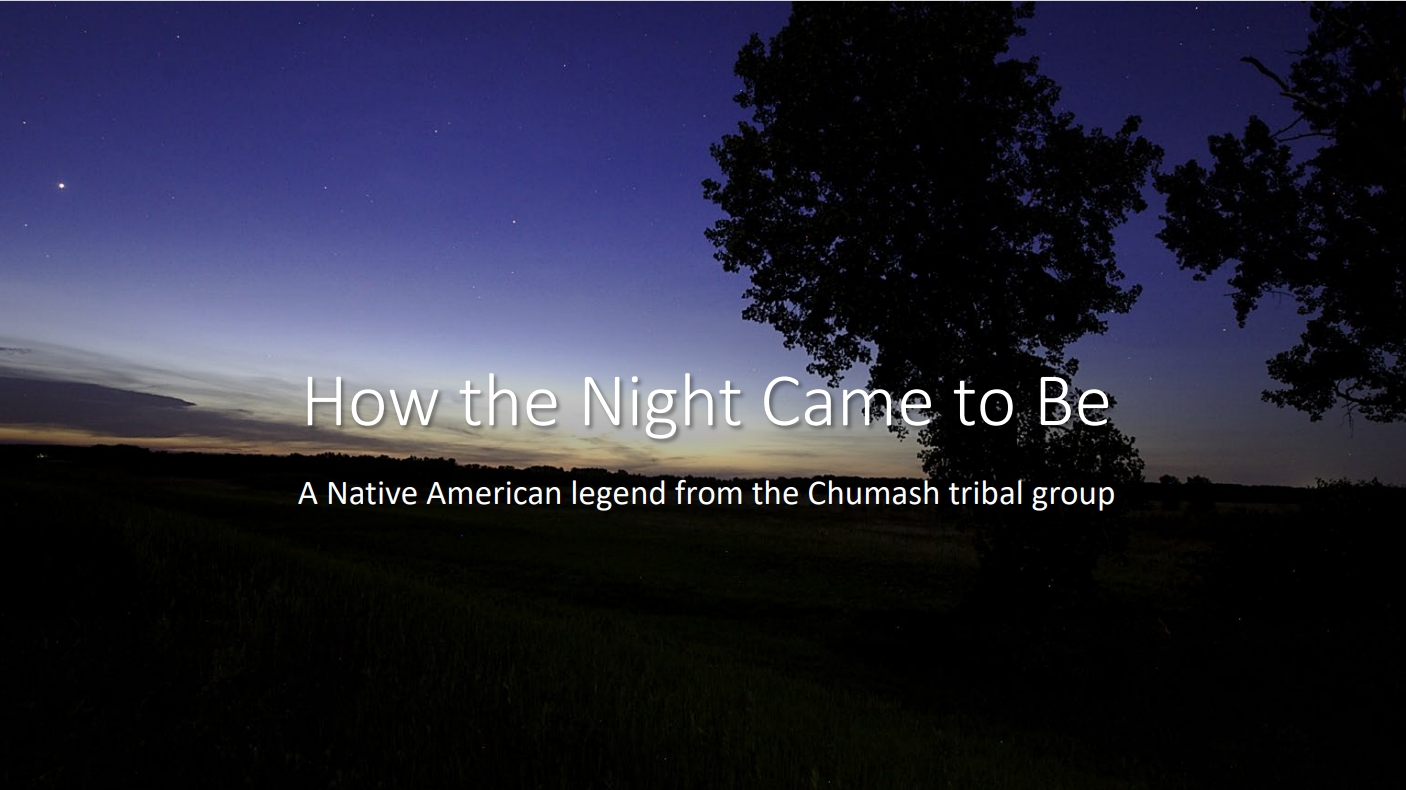 How the Night Came to Be
A Native American legend from the Chumash tribal group